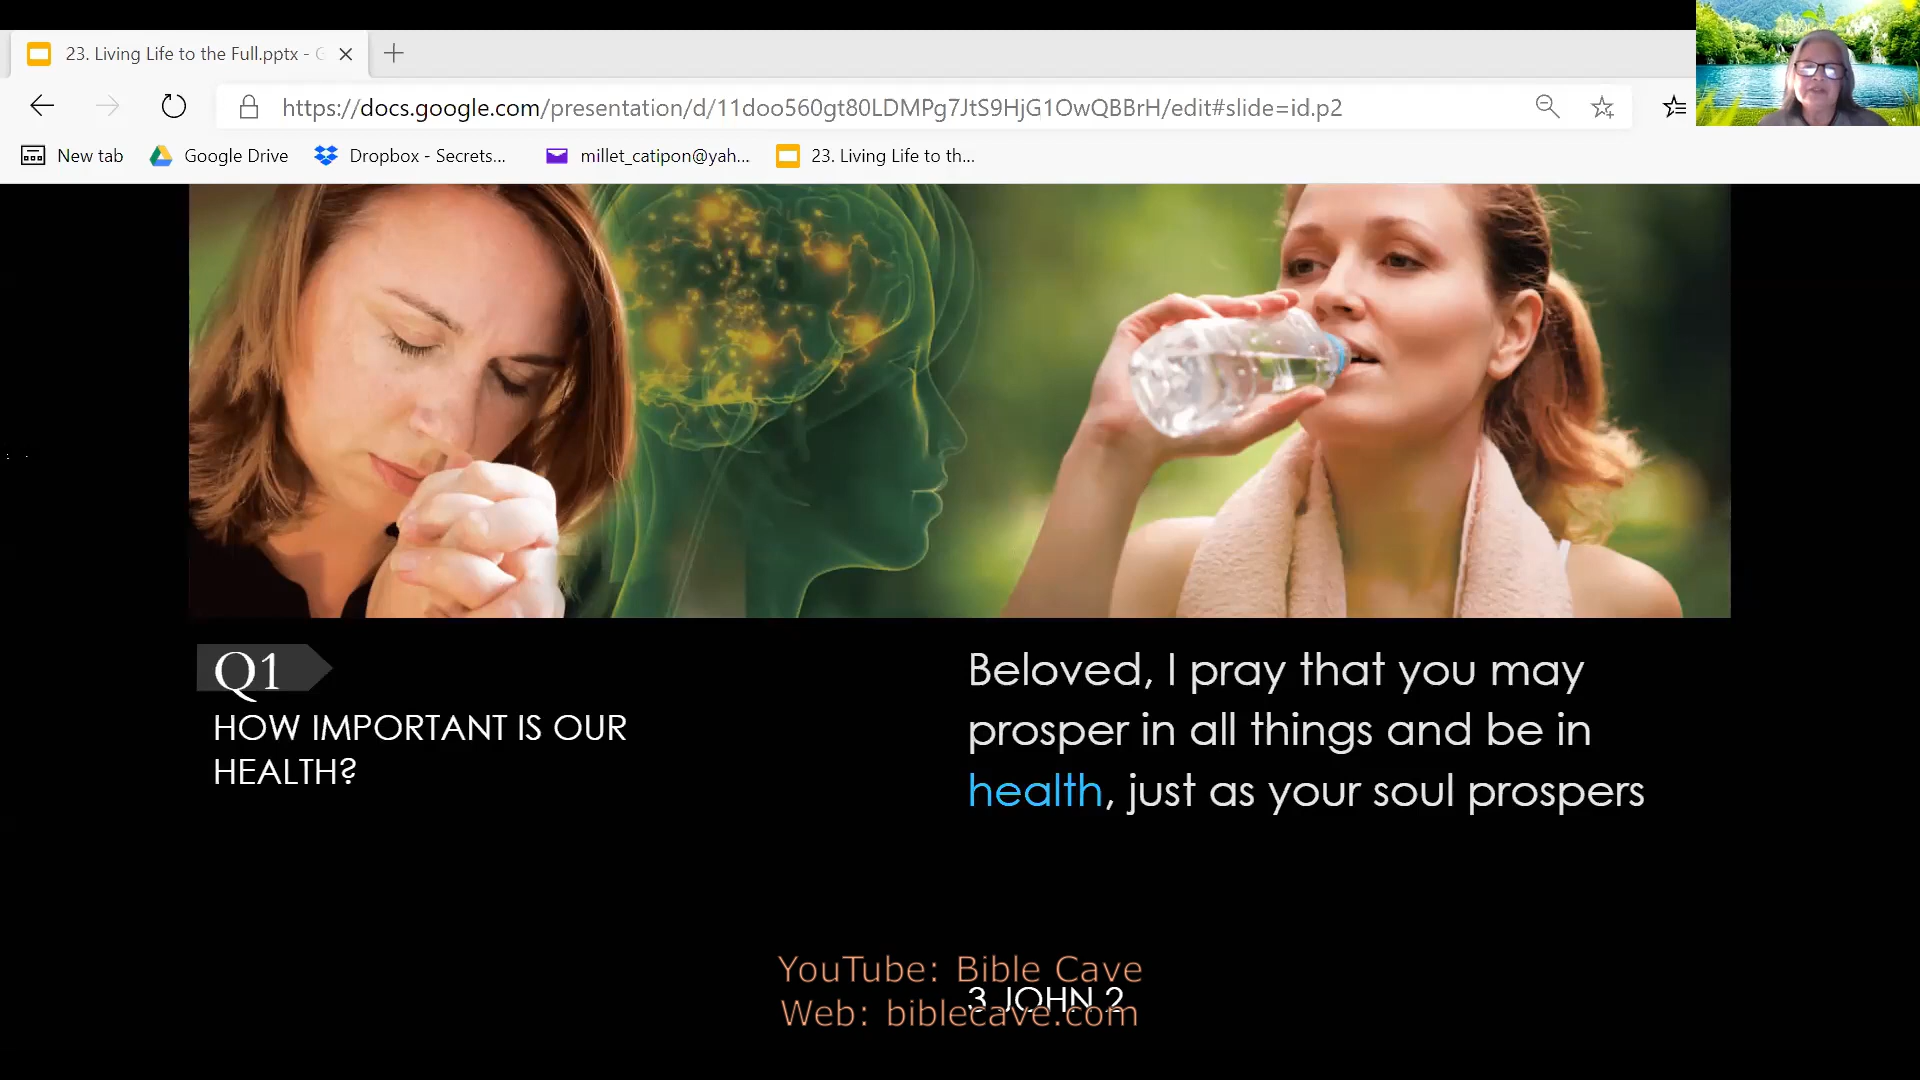 23. Living Life to the Full.pptx - G
https://docs.google.com/presentation/d/11doo560gt80LDMPg7JtS9HjG1OwQBBrH/edit#slide=id.p2
New tab
Google Drive
Dropbox - Secrets...
millet_catipon@yah...
23. Living Life to th...
Q1
HOW IMPORTANT IS OUR
HEALTH?
Beloved, I pray that you may
prosper in all things and be in
health, just as your soul prospers
3 JOHN 2
YouTube: Bible Cave
Web: biblecave.com